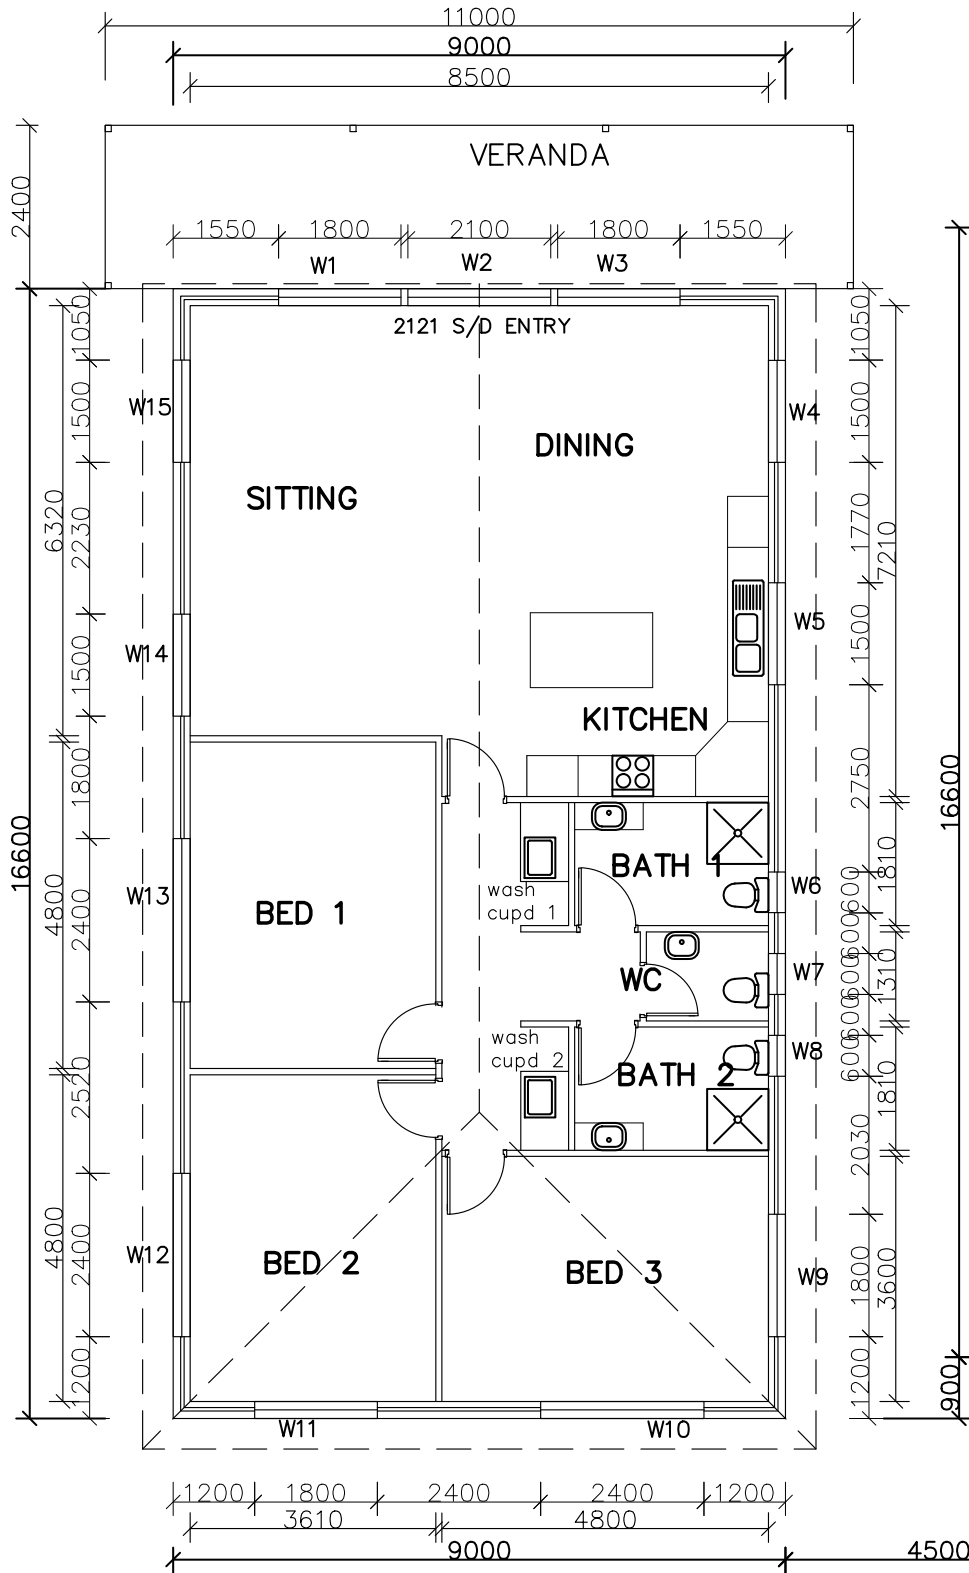 11000
9000
8500
VERANDA
2400
1550 1800 2100 1800 1550
W1 W2 W3
2121 S/D ENTRY
1050
1500
2230
1500
1800
2400
2520
2400
1200
6320
4800
4800
16600
W15
W14
W13
W12
SITTING
DINING
KITCHEN
BED 1
wash
cupd 1
BATH 1
WC
wash
cupd 2
BATH 2
BED 2
BED 3
W4
W5
W6
W7
W8
W9
1050
1500
1770
1500
2750
600
600
600
600
600
2030
1800
1200
7210
1810
1310
1810
3600
16600
900
W11 W10
1200 1800 2400 2400 1200
3610 4800
9000 4500